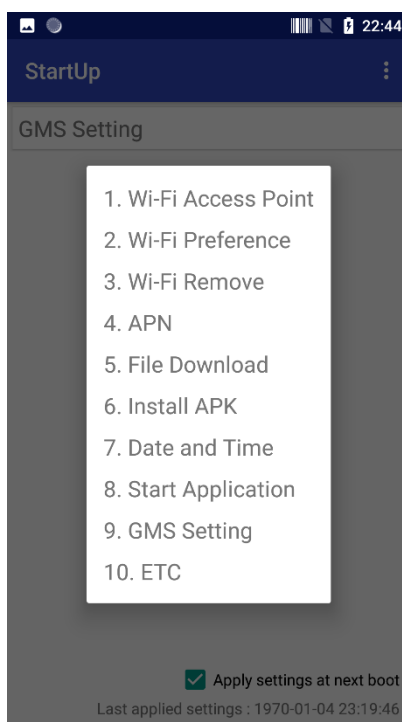 22:44
StartUp
GMS Setting
1. Wi-Fi Access Point
2. Wi-Fi Preference
3. Wi-Fi Remove
4. APN
5. File Download
6. Install APK
7. Date and Time
8. Start Application
9. GMS Setting
10. ETC
Apply settings at next boot
Last applied settings : 1970-01-04 23:19:46